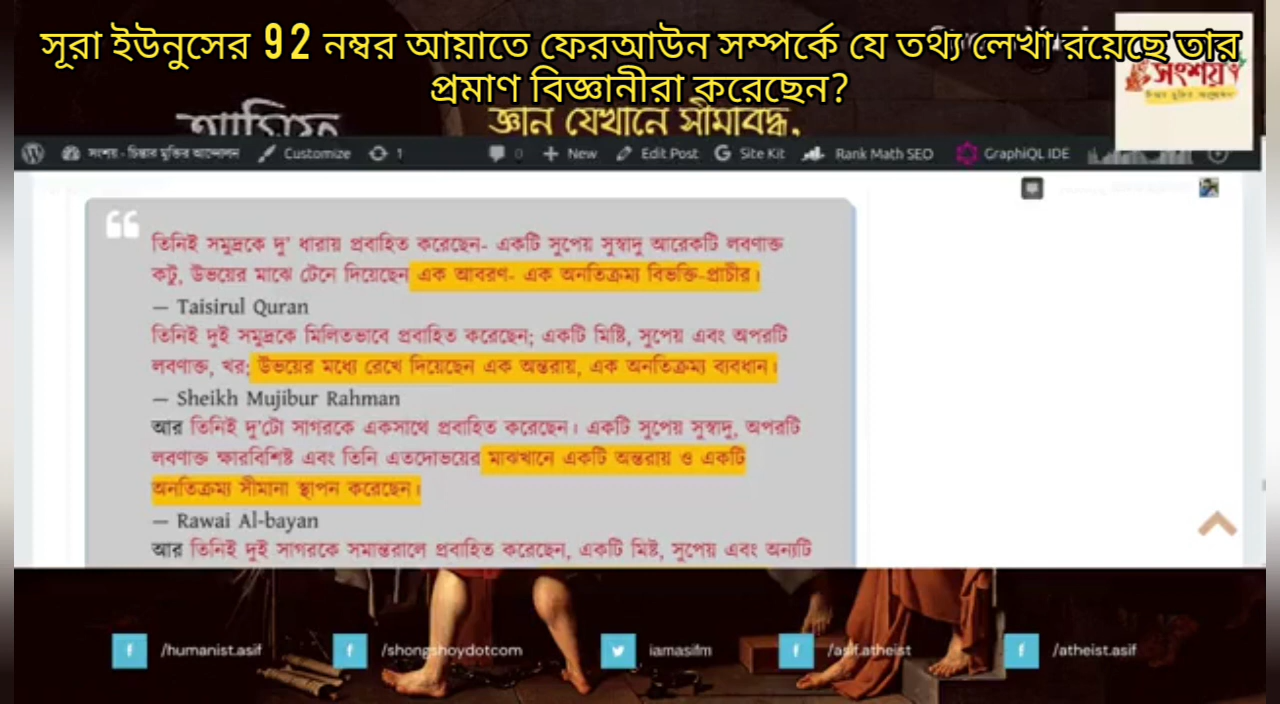 সূরা ইউনুসের 92 নম্বর আয়াতে ফেরআউন সম্পর্কে যে তথ্য লেখা রয়েছে তার
প্রমাণ বিজ্ঞানীরা করেছেন?
সংশয়
জ্ঞান যেখানে সীমাবদ্ধ,
সংশয় - চিন্তার মুক্তির আন্দোলন Customize 1 0 New Edit Post Site Kit Rank Math SEO GraphiQL IDE
তিনিই সমুদ্রকে দু' ধারায় প্রবাহিত করেছেন- একটি সুপেয় সুস্বাদু আরেকটি লবণাক্ত
কটু, উভয়ের মাঝে টেনে দিয়েছেন এক আবরণ- এক অনতিক্রম্য বিভক্তি-প্রাচীর।
— Taisirul Quran
তিনিই দুই সমুদ্রকে মিলিতভাবে প্রবাহিত করেছেন; একটি মিষ্টি, সুপেয় এবং অপরটি
লবণাক্ত, খর; উভয়ের মধ্যে রেখে দিয়েছেন এক অন্তরায়, এক অনতিক্রম্য ব্যবধান।
— Sheikh Mujibur Rahman
আর তিনিই দু'টো সাগরকে একসাথে প্রবাহিত করেছেন। একটি সুপেয় সুস্বাদু, অপরটি
লবণাক্ত ক্ষারবিশিষ্ট এবং তিনি এতদোভয়ের মাঝখানে একটি অন্তরায় ও একটি
অনতিক্রম্য সীমানা স্থাপন করেছেন।
— Rawai Al-bayan
আর তিনিই দুই সাগরকে সমান্তরালে প্রবাহিত করেছেন, একটি মিষ্ট, সুপেয় এবং অন্যটি
/humanist.asif /shongshoydotcom iamasifm /asif.atheist /atheist.asif